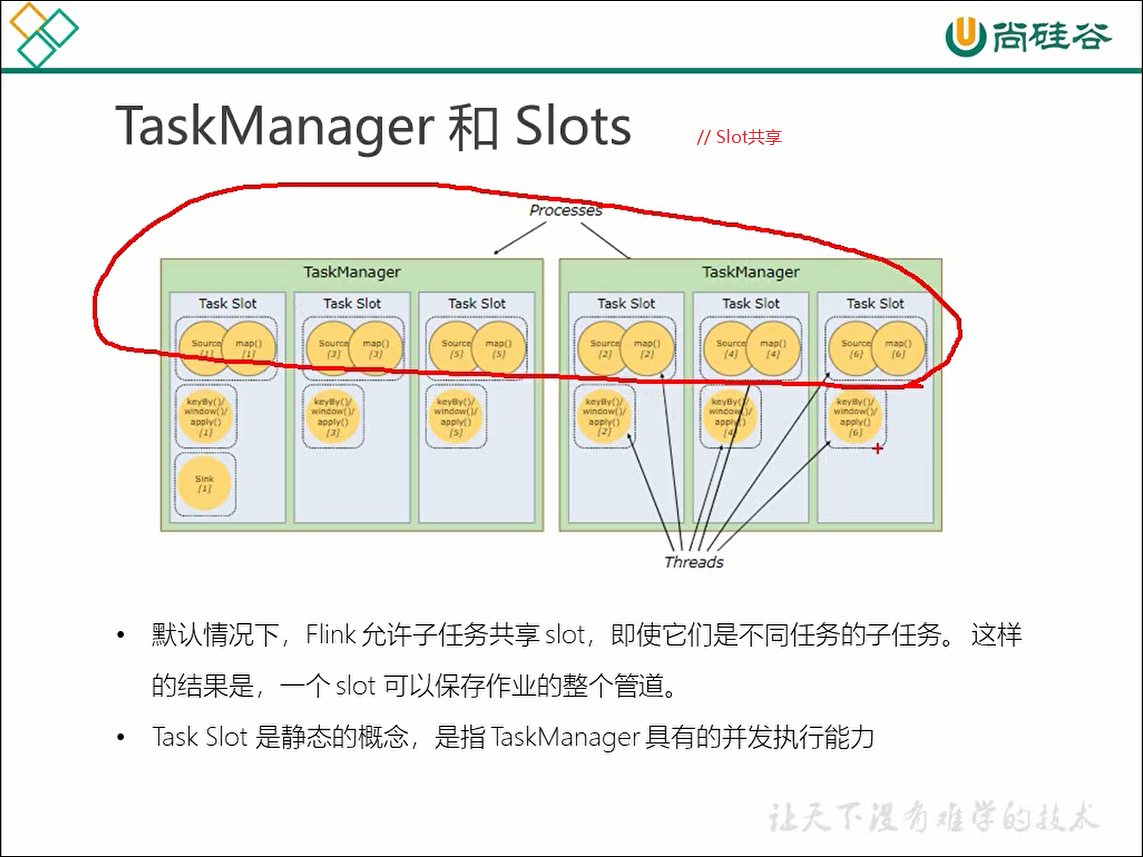 尚硅谷
TaskManager 和 Slots
// Slot共享
Processes
TaskManager
TaskManager
Task Slot
Task Slot
Task Slot
Task Slot
Task Slot
Task Slot
Source
[1]
map()
[1]
Source
[3]
map()
[3]
Source
[5]
map()
[5]
Source
[2]
map()
[2]
Source
[4]
map()
[4]
Source
[6]
map()
[6]
keyBy()/
window()/
apply()
[1]
keyBy()/
window()/
apply()
[3]
keyBy()/
window()/
apply()
[5]
keyBy()/
window()/
apply()
[2]
keyBy()/
window()/
apply()
[4]
keyBy()/
window()/
apply()
[6]
Sink
[1]
Threads
• 默认情况下，Flink 允许子任务共享 slot，即使它们是不同任务的子任务。 这样
的结果是，一个 slot 可以保存作业的整个管道。
• Task Slot 是静态的概念，是指 TaskManager 具有的并发执行能力
让天下没有难学的技术